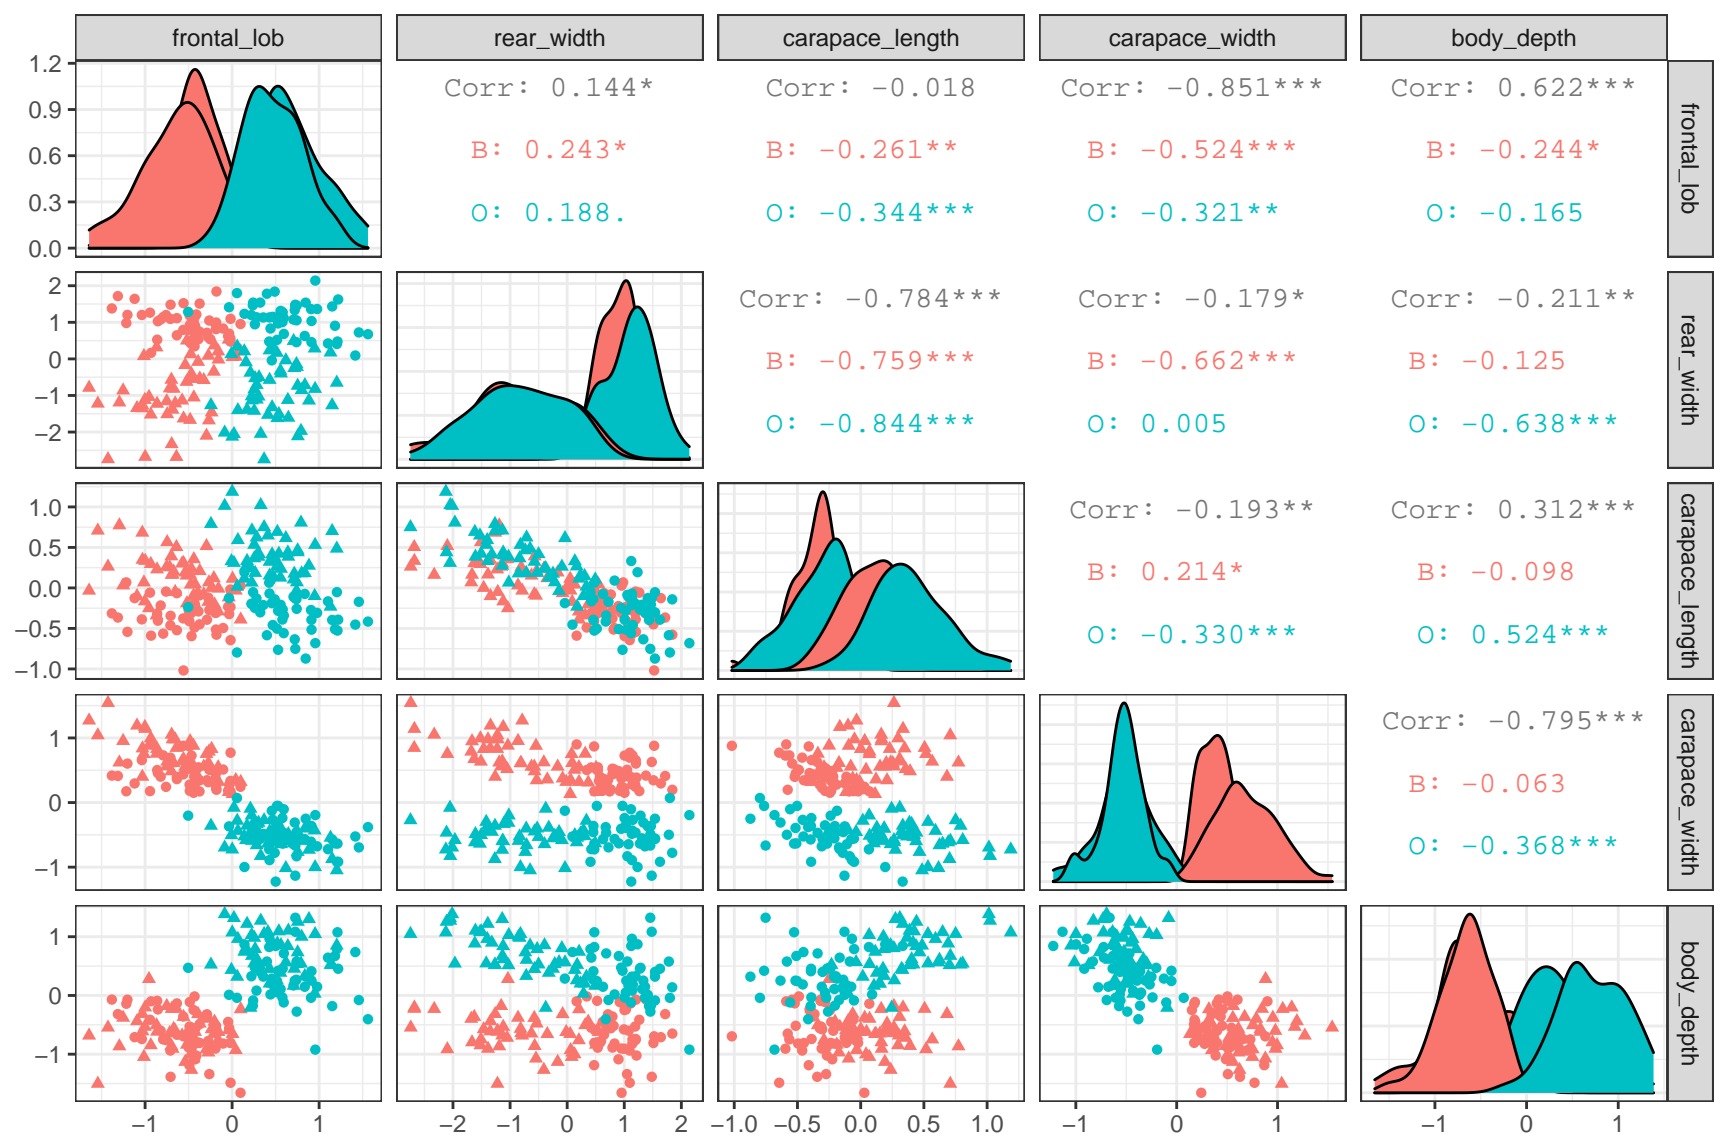 frontal_lob rear_width carapace_length carapace_width body_depth
1.2
0.9
0.6
0.3
0.0
Corr: 0.144* Corr: −0.018 Corr: −0.851*** Corr: 0.622***
B: 0.243* B: −0.261** B: −0.524*** B: −0.244*
O: 0.188. O: −0.344*** O: −0.321** O: −0.165
frontal_lob
2
1
0
−1
−2
Corr: −0.784*** Corr: −0.179* Corr: −0.211**
B: −0.759*** B: −0.662*** B: −0.125
O: −0.844*** O: 0.005 O: −0.638***
rear_width
1.0
0.5
0.0
−0.5
−1.0
Corr: −0.193** Corr: 0.312***
B: 0.214* B: −0.098
O: −0.330*** O: 0.524***
carapace_length
1
0
−1
Corr: −0.795***
B: −0.063
O: −0.368***
carapace_width
1
0
−1
body_depth
−1 0 1 −2 −1 0 1 2 −1.0 −0.5 0.0 0.5 1.0 −1 0 1 −1 0 1